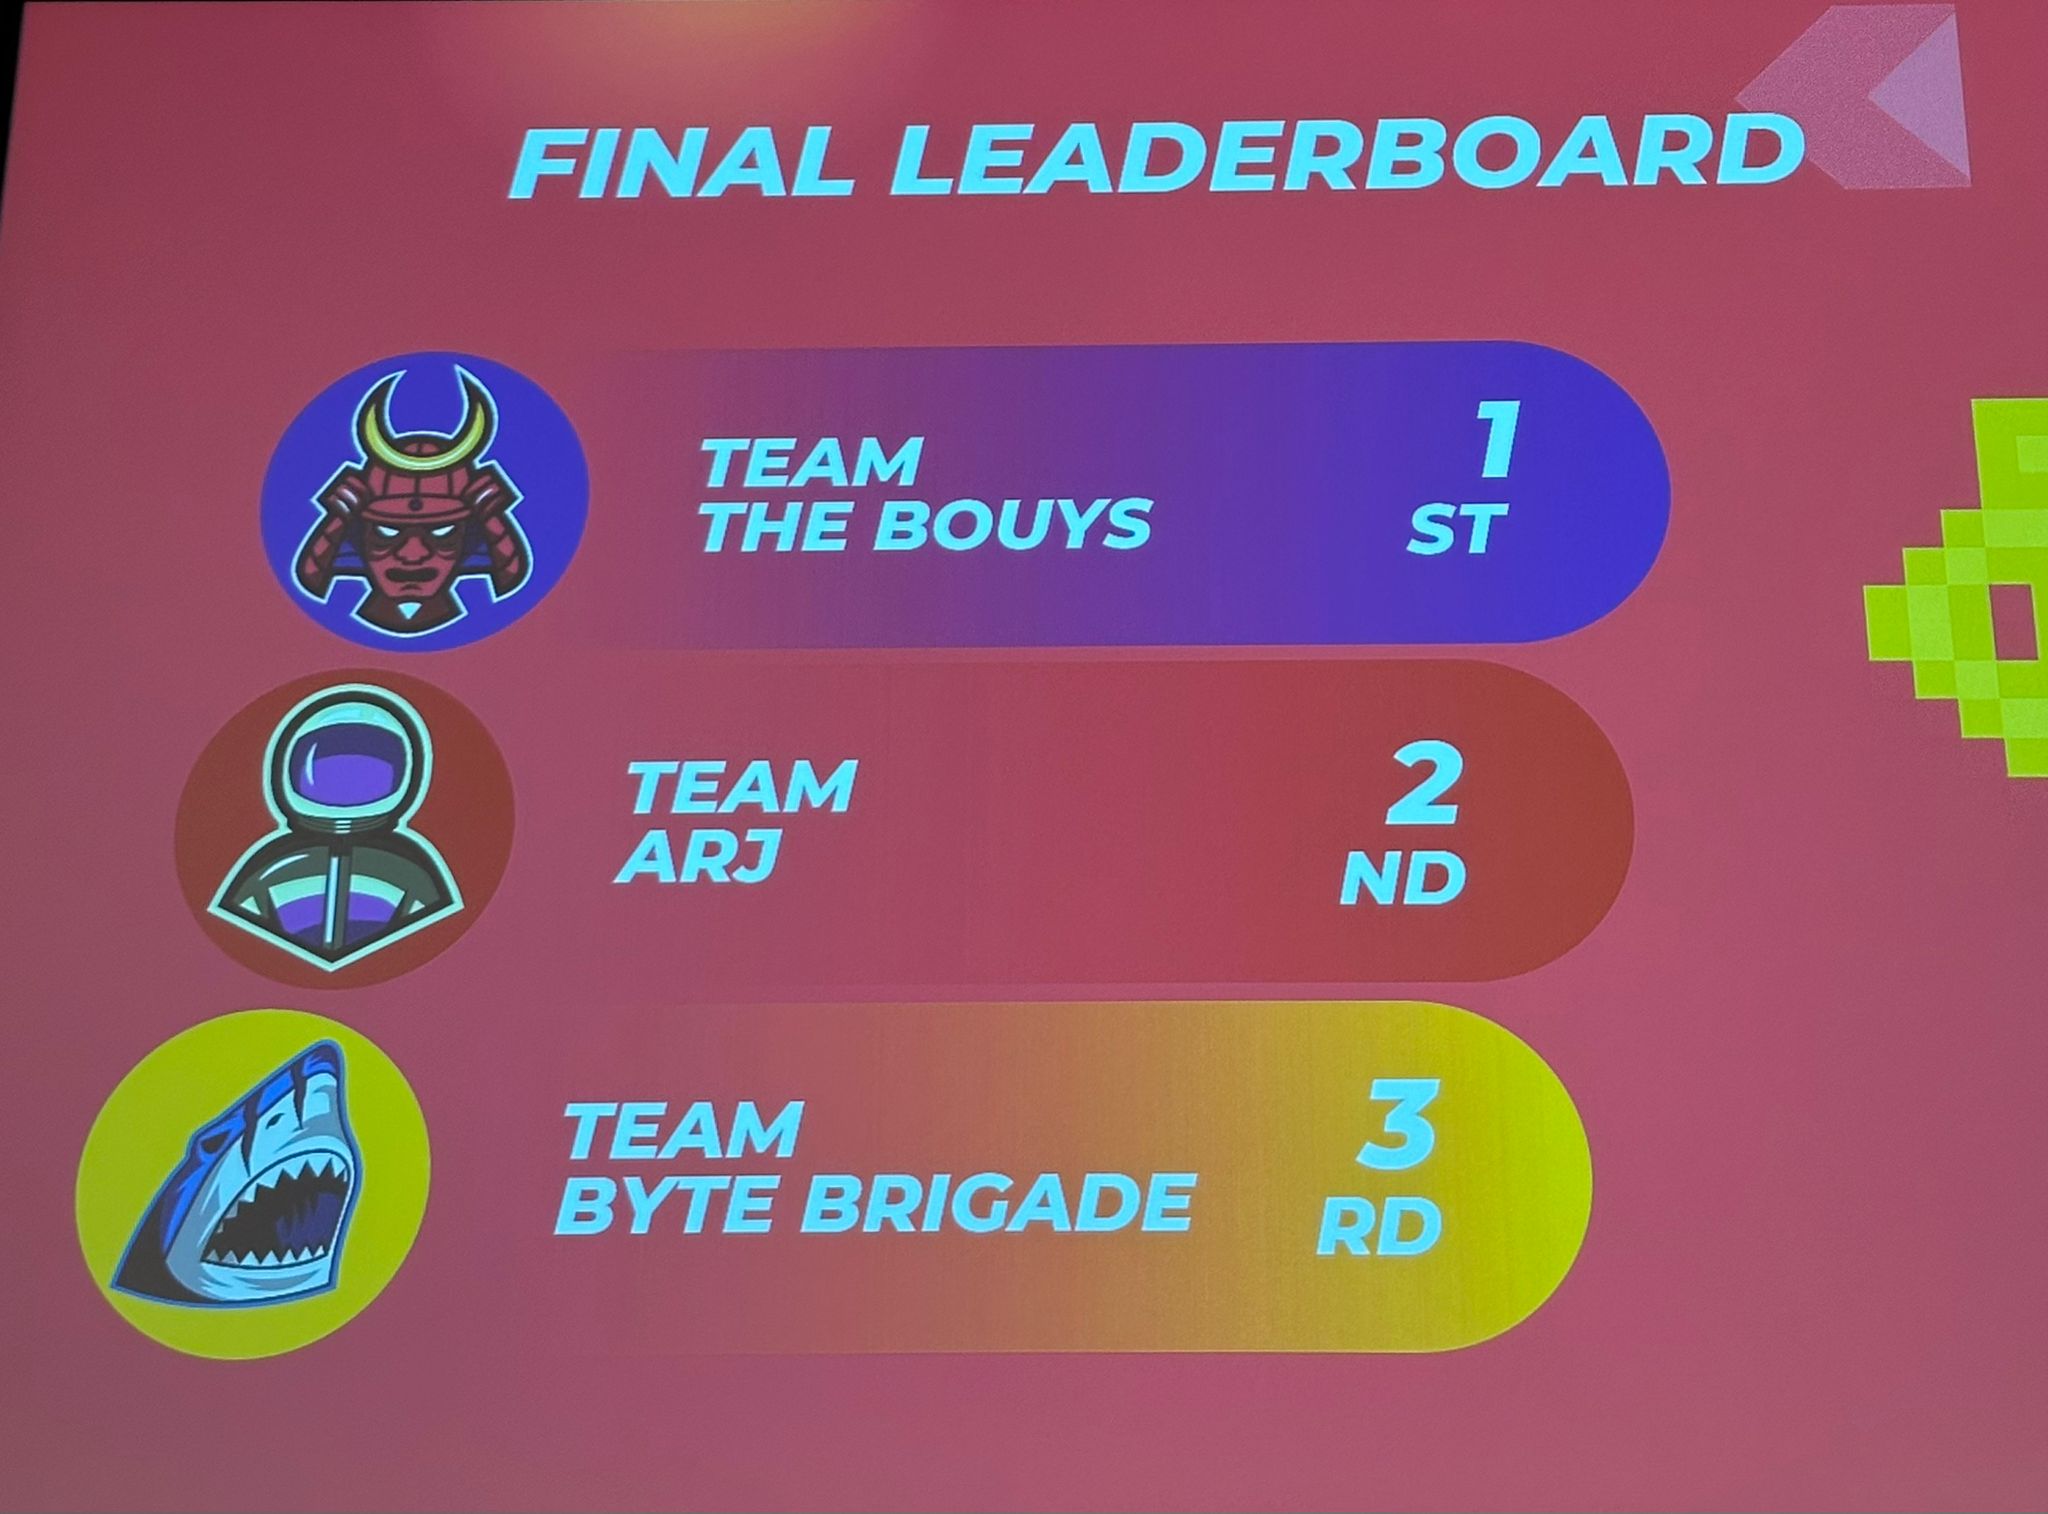 FINAL LEADERBOARD
TEAM
THE BOUYS
1
ST
TEAM
ARJ
2
ND
TEAM
BYTE BRIGADE
3
RD